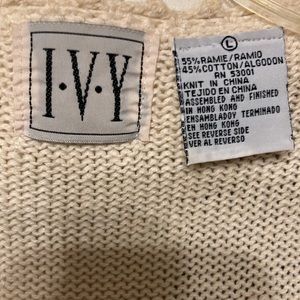 I·V·Y
L
55% RAMIE/RAMIO
45% COTTON/ALGODON
RN 53001
KNIT IN CHINA
TEJIDO EN CHINA
ASSEMBLED AND FINISHED
IN HONG KONG
ENSAMBLADOY TERMINADO
EN HONG KONG
SEE REVERSE SIDE
VER AL REVERSO